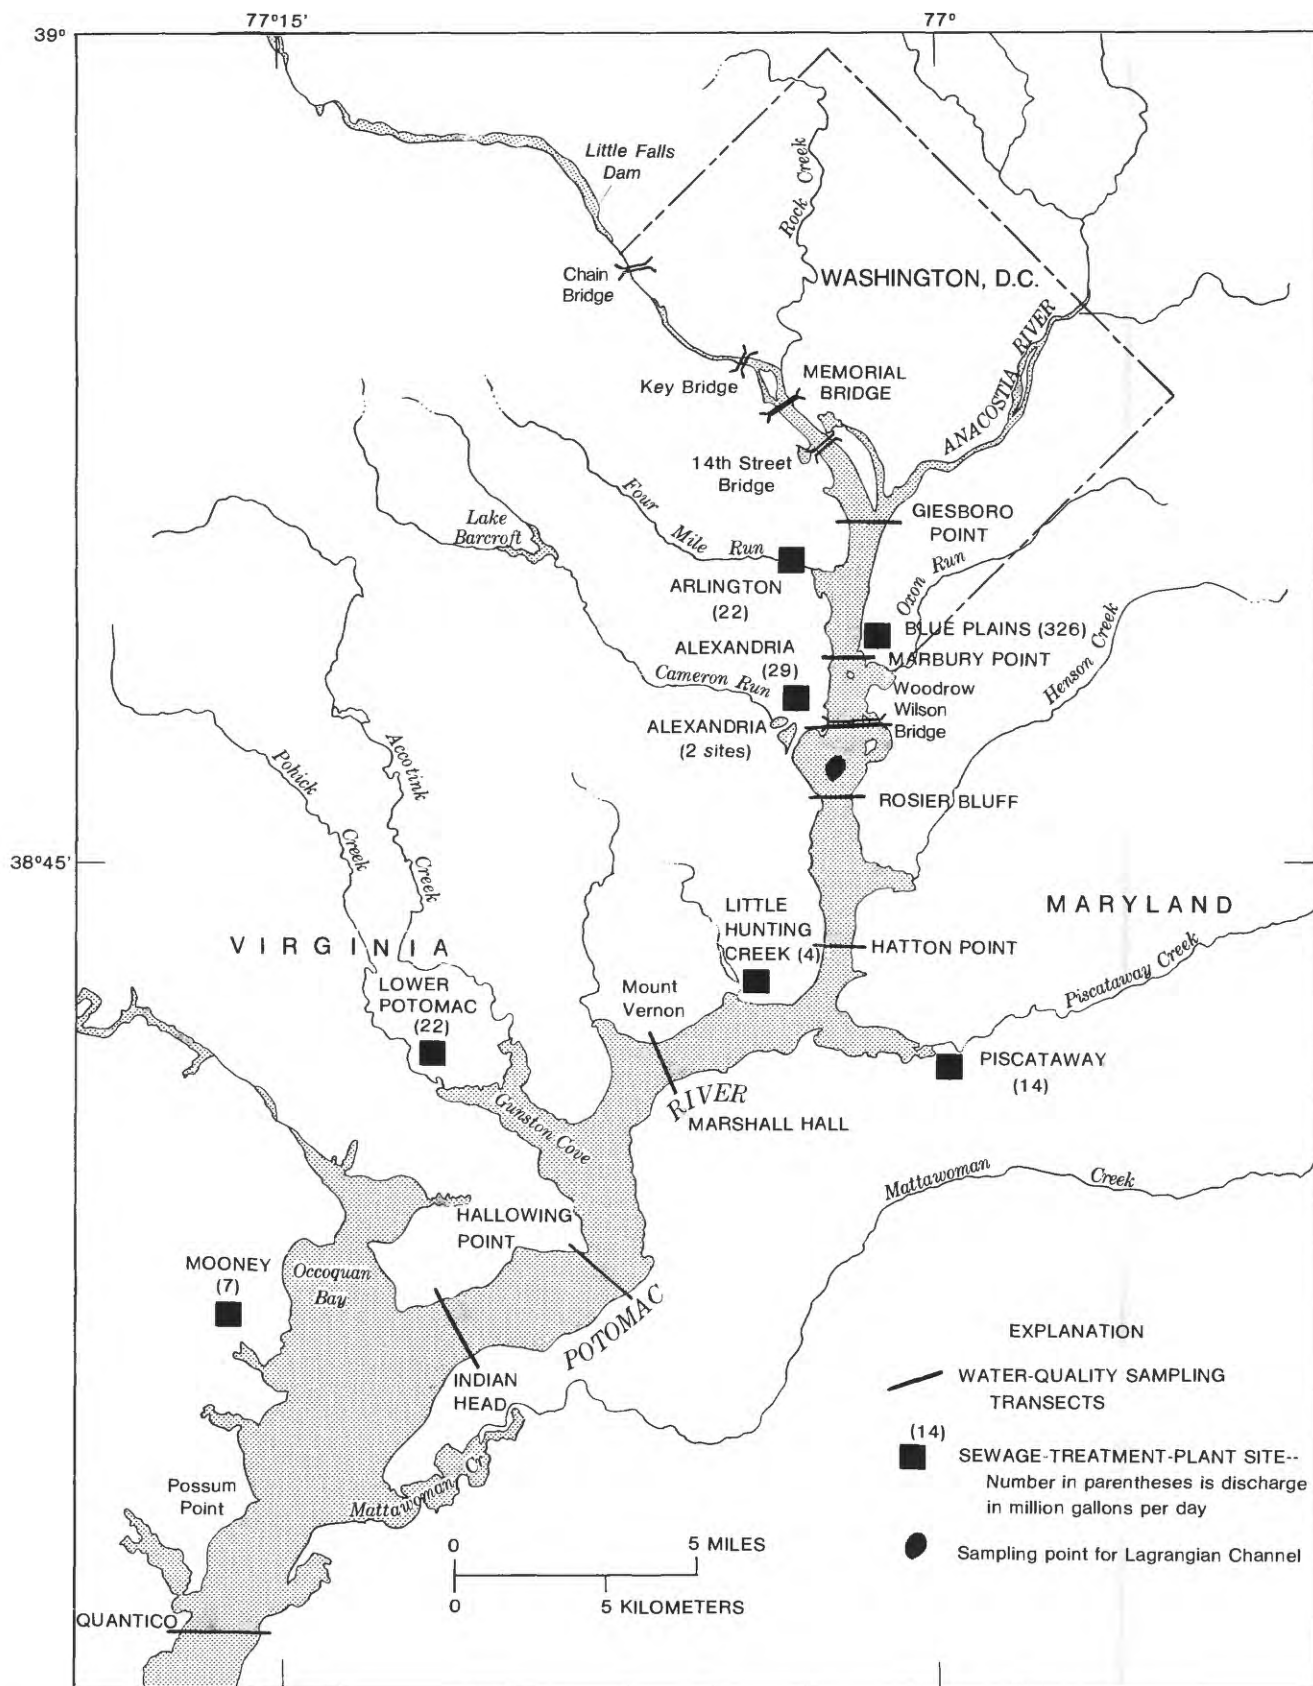 77°15'
77°
39°
Little Falls
Dam
Rock Creek
Chain
Bridge
WASHINGTON, D.C.
ANACOSTIA RIVER
Key Bridge
MEMORIAL
BRIDGE
14th Street
Bridge
GIESBORO
POINT
Lake
Barcroft
Four
Mile Run
ARLINGTON
(22)
Oxon Run
BLUE PLAINS (326)
ALEXANDRIA
(29)
MARBURY POINT
Cameron Run
Henson Creek
Woodrow
Wilson
Bridge
ALEXANDRIA
(2 sites)
Pohick
Creek
Accotink
Creek
ROSIER BLUFF
38°45'
VIRGINIA
MARYLAND
LITTLE
HUNTING
CREEK (4)
HATTON POINT
Piscataway Creek
LOWER
POTOMAC
(22)
Mount
Vernon
PISCATAWAY
(14)
RIVER
MARSHALL HALL
Gunston Cove
Mattawoman
Creek
HALLOWING
POINT
MOONEY
(7)
Occoquan
Bay
POTOMAC
INDIAN
HEAD
Possum
Point
Mattawoman Cr
QUANTICO
0 5 MILES
0 5 KILOMETERS
EXPLANATION
WATER-QUALITY SAMPLING
TRANSECTS
(14)
SEWAGE-TREATMENT-PLANT SITE--
Number in parentheses is discharge
in million gallons per day
Sampling point for Lagrangian Channel